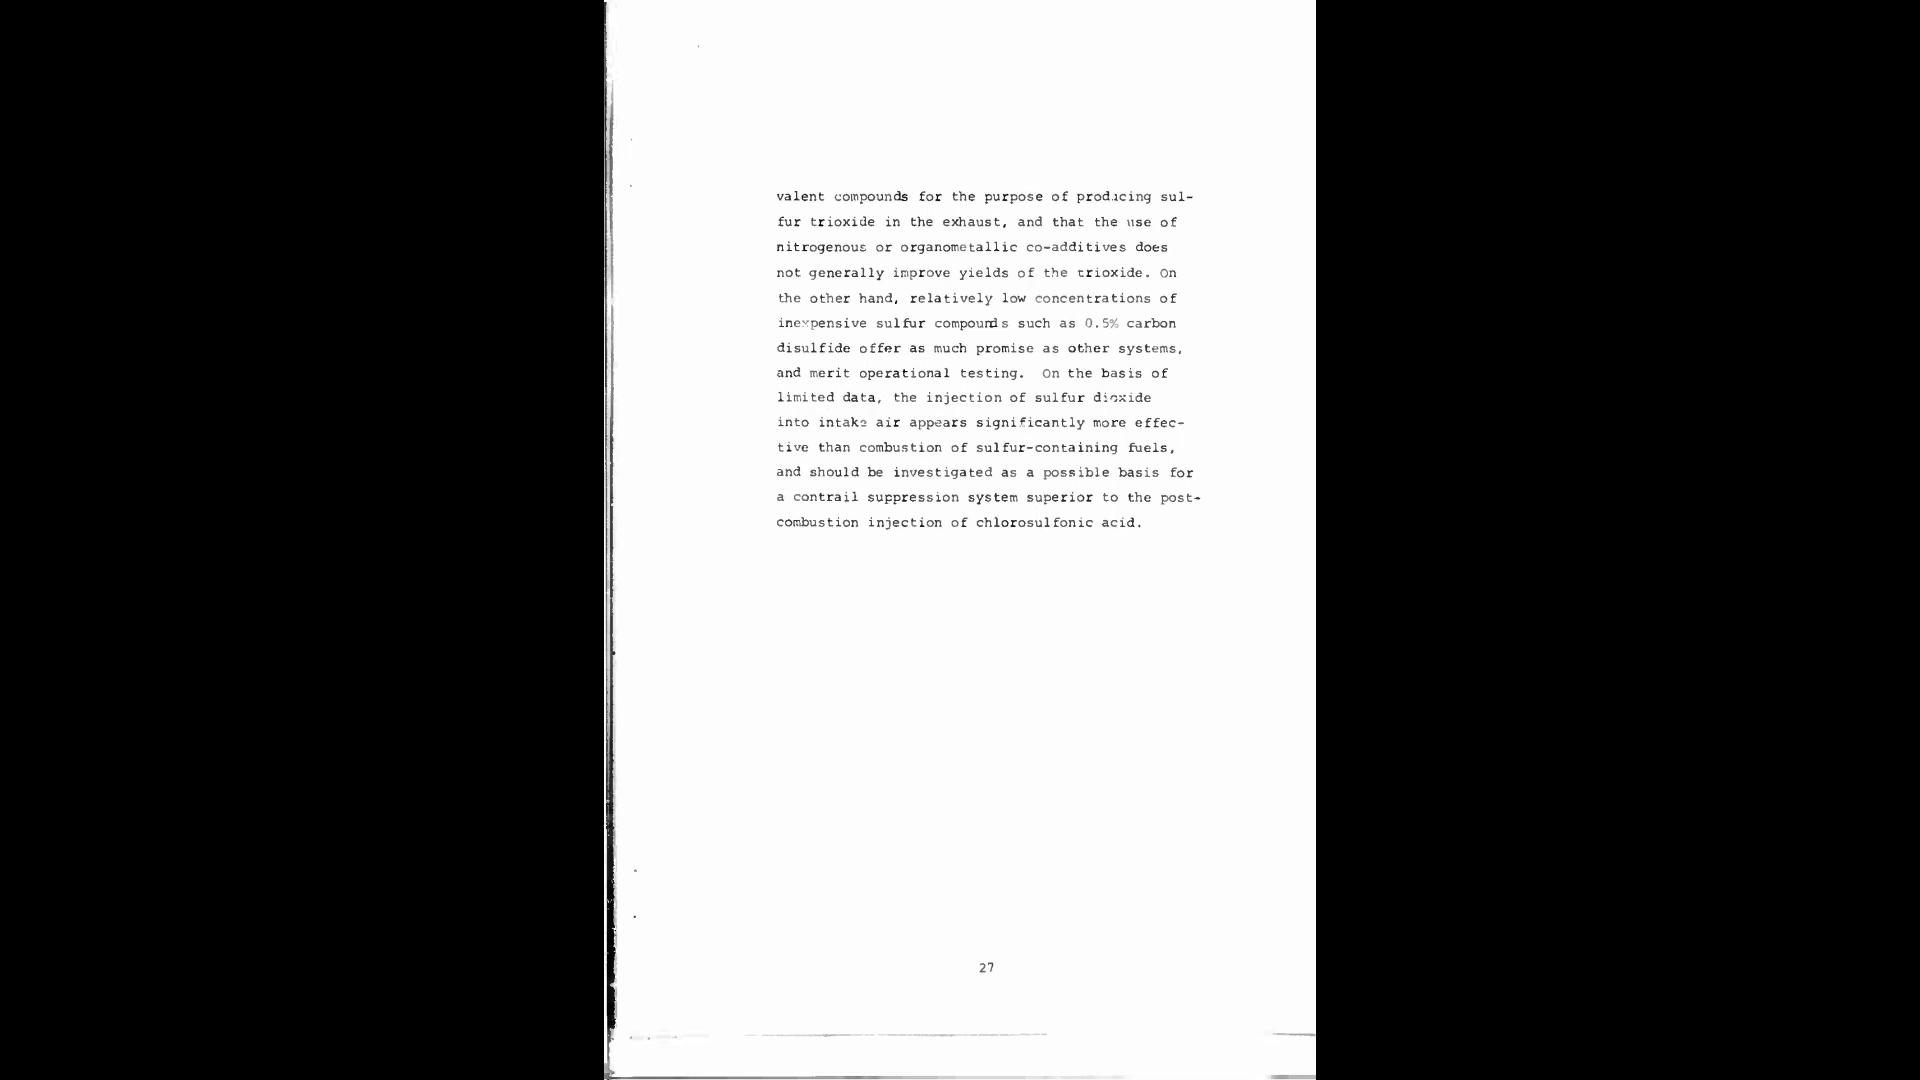 valent compounds for the purpose of producing sul-
fur trioxide in the exhaust, and that the use of
nitrogenous or organometallic co-additives does
not generally improve yields of the trioxide. On
the other hand, relatively low concentrations of
inexpensive sulfur compounds such as 0.5% carbon
disulfide offer as much promise as other systems,
and merit operational testing.  On the basis of
limited data, the injection of sulfur dioxide
into intake air appears significantly more effec-
tive than combustion of sulfur-containing fuels,
and should be investigated as a possible basis for
a contrail suppression system superior to the post-
combustion injection of chlorosulfonic acid.
27